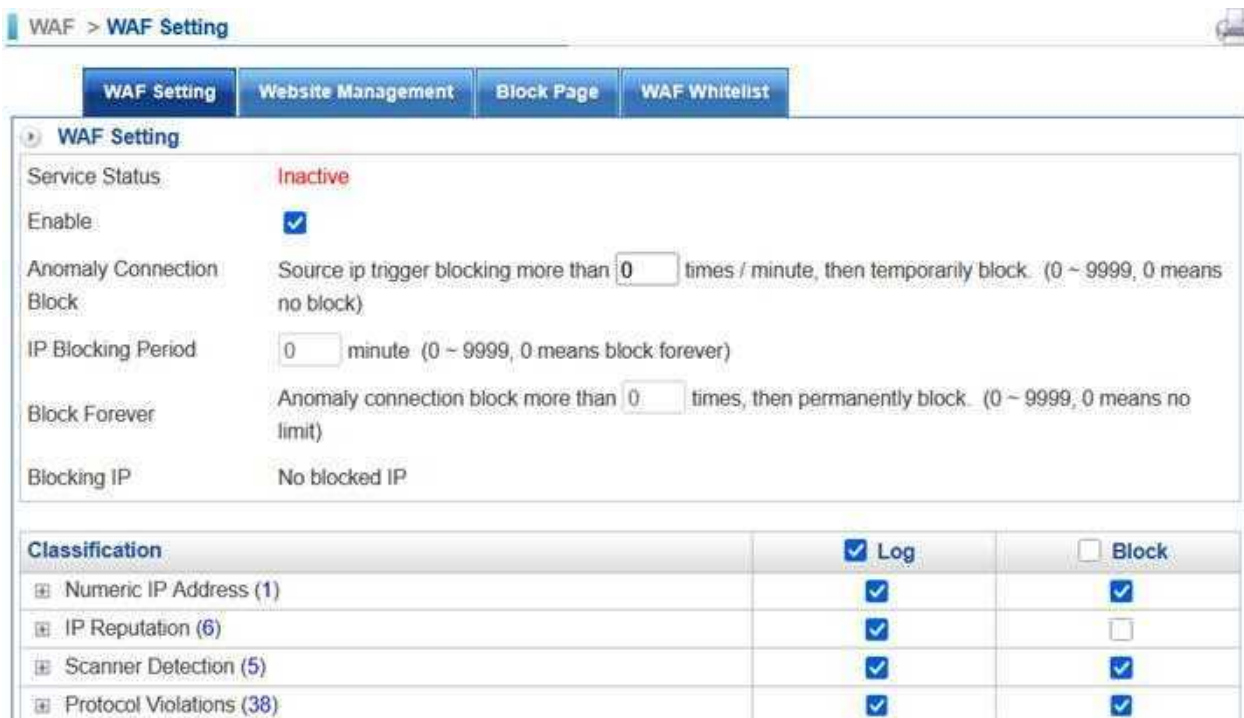 WAF > WAF Setting
WAF Setting Website Management Block Page WAF Whitelist
WAF Setting
Service Status Inactive
Enable
Anomaly Connection Block Source ip trigger blocking more than 0 times / minute, then temporarily block. (0 ~ 9999, 0 means no block)
IP Blocking Period 0 minute (0 ~ 9999, 0 means block forever)
Block Forever Anomaly connection block more than 0 times, then permanently block. (0 ~ 9999, 0 means no limit)
Blocking IP No blocked IP
Classification Log Block
Numeric IP Address (1)
IP Reputation (6)
Scanner Detection (5)
Protocol Violations (38)